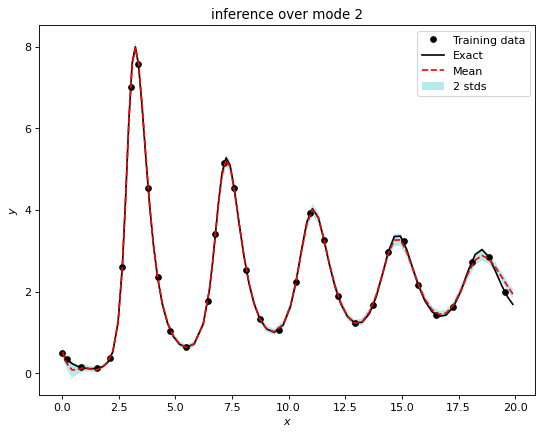 inference over mode 2
Training data
Exact
Mean
2 stds
8
6
4
2
0
y
0.0 2.5 5.0 7.5 10.0 12.5 15.0 17.5 20.0
x